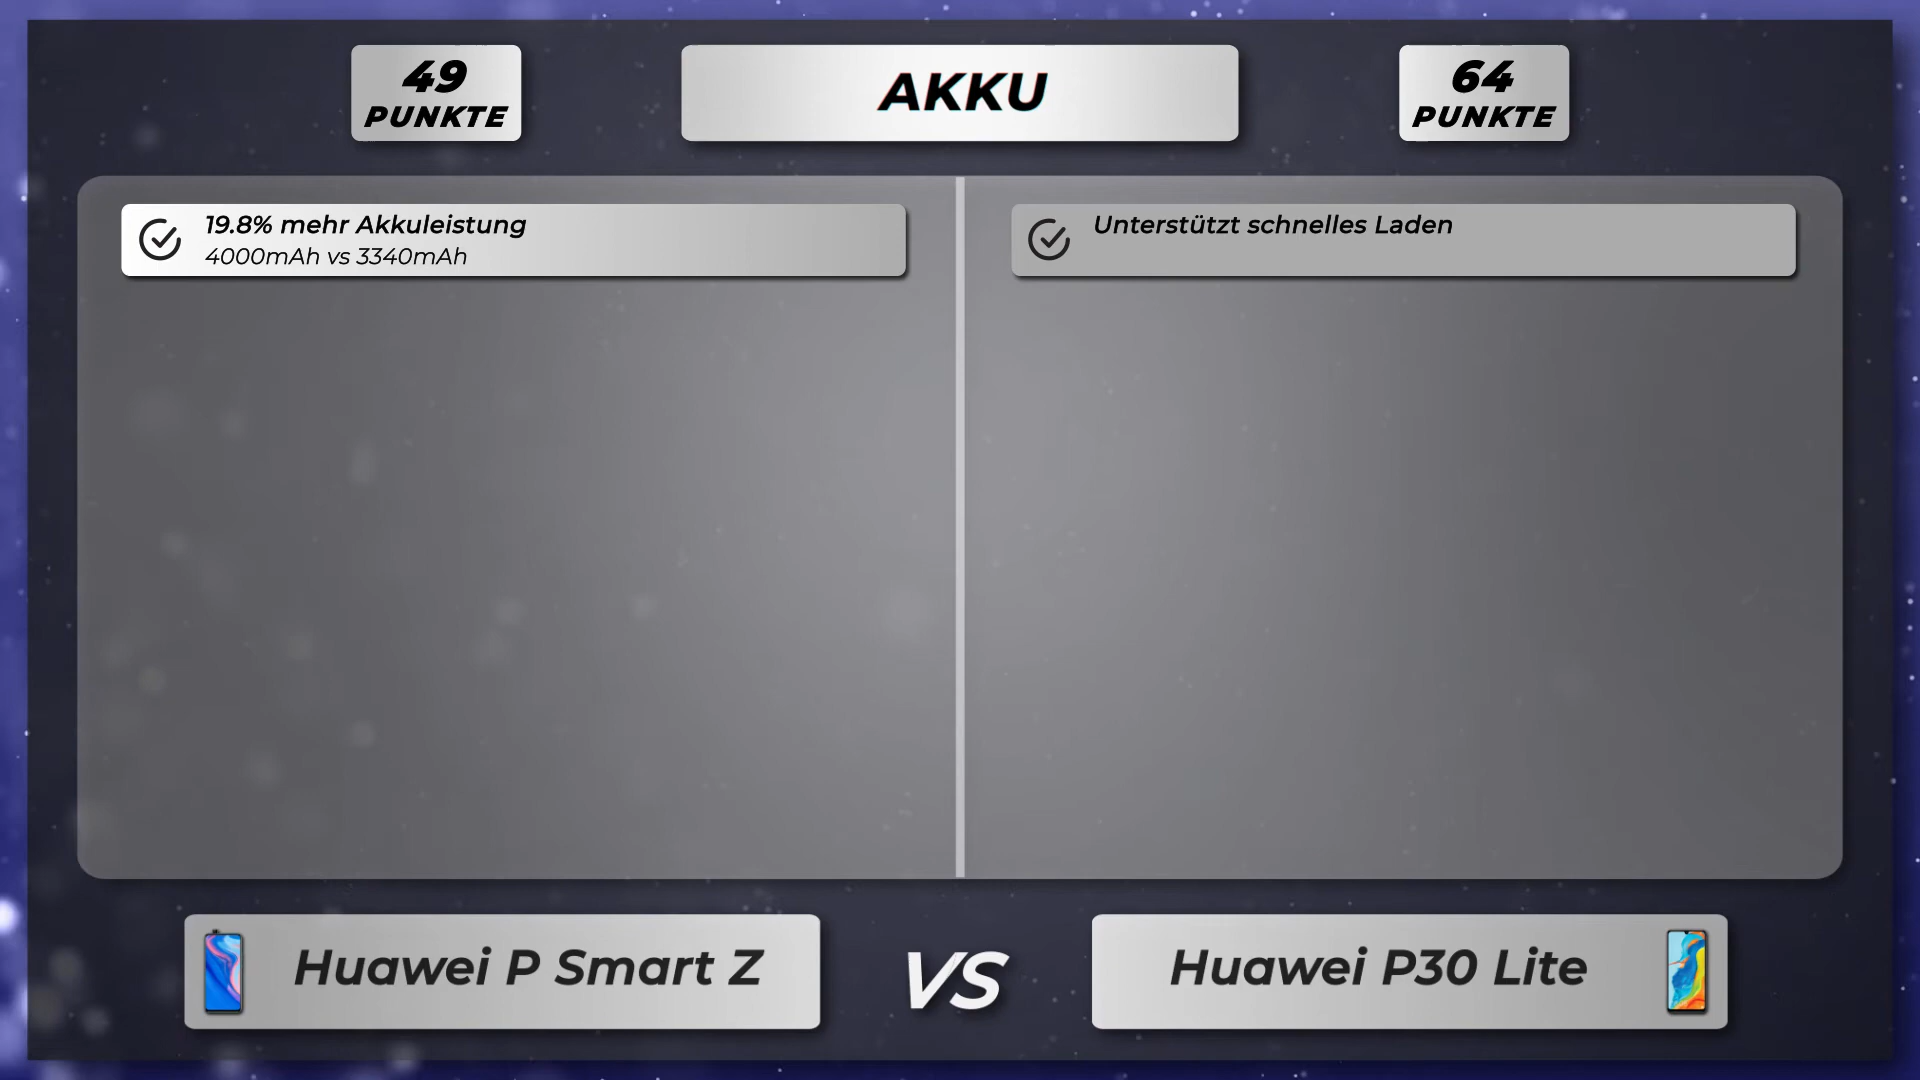 49
PUNKTE
AKKU
64
PUNKTE
19.8% mehr Akkuleistung
4000mAh vs 3340mAh
Unterstützt schnelles Laden
Huawei P Smart Z
VS
Huawei P30 Lite